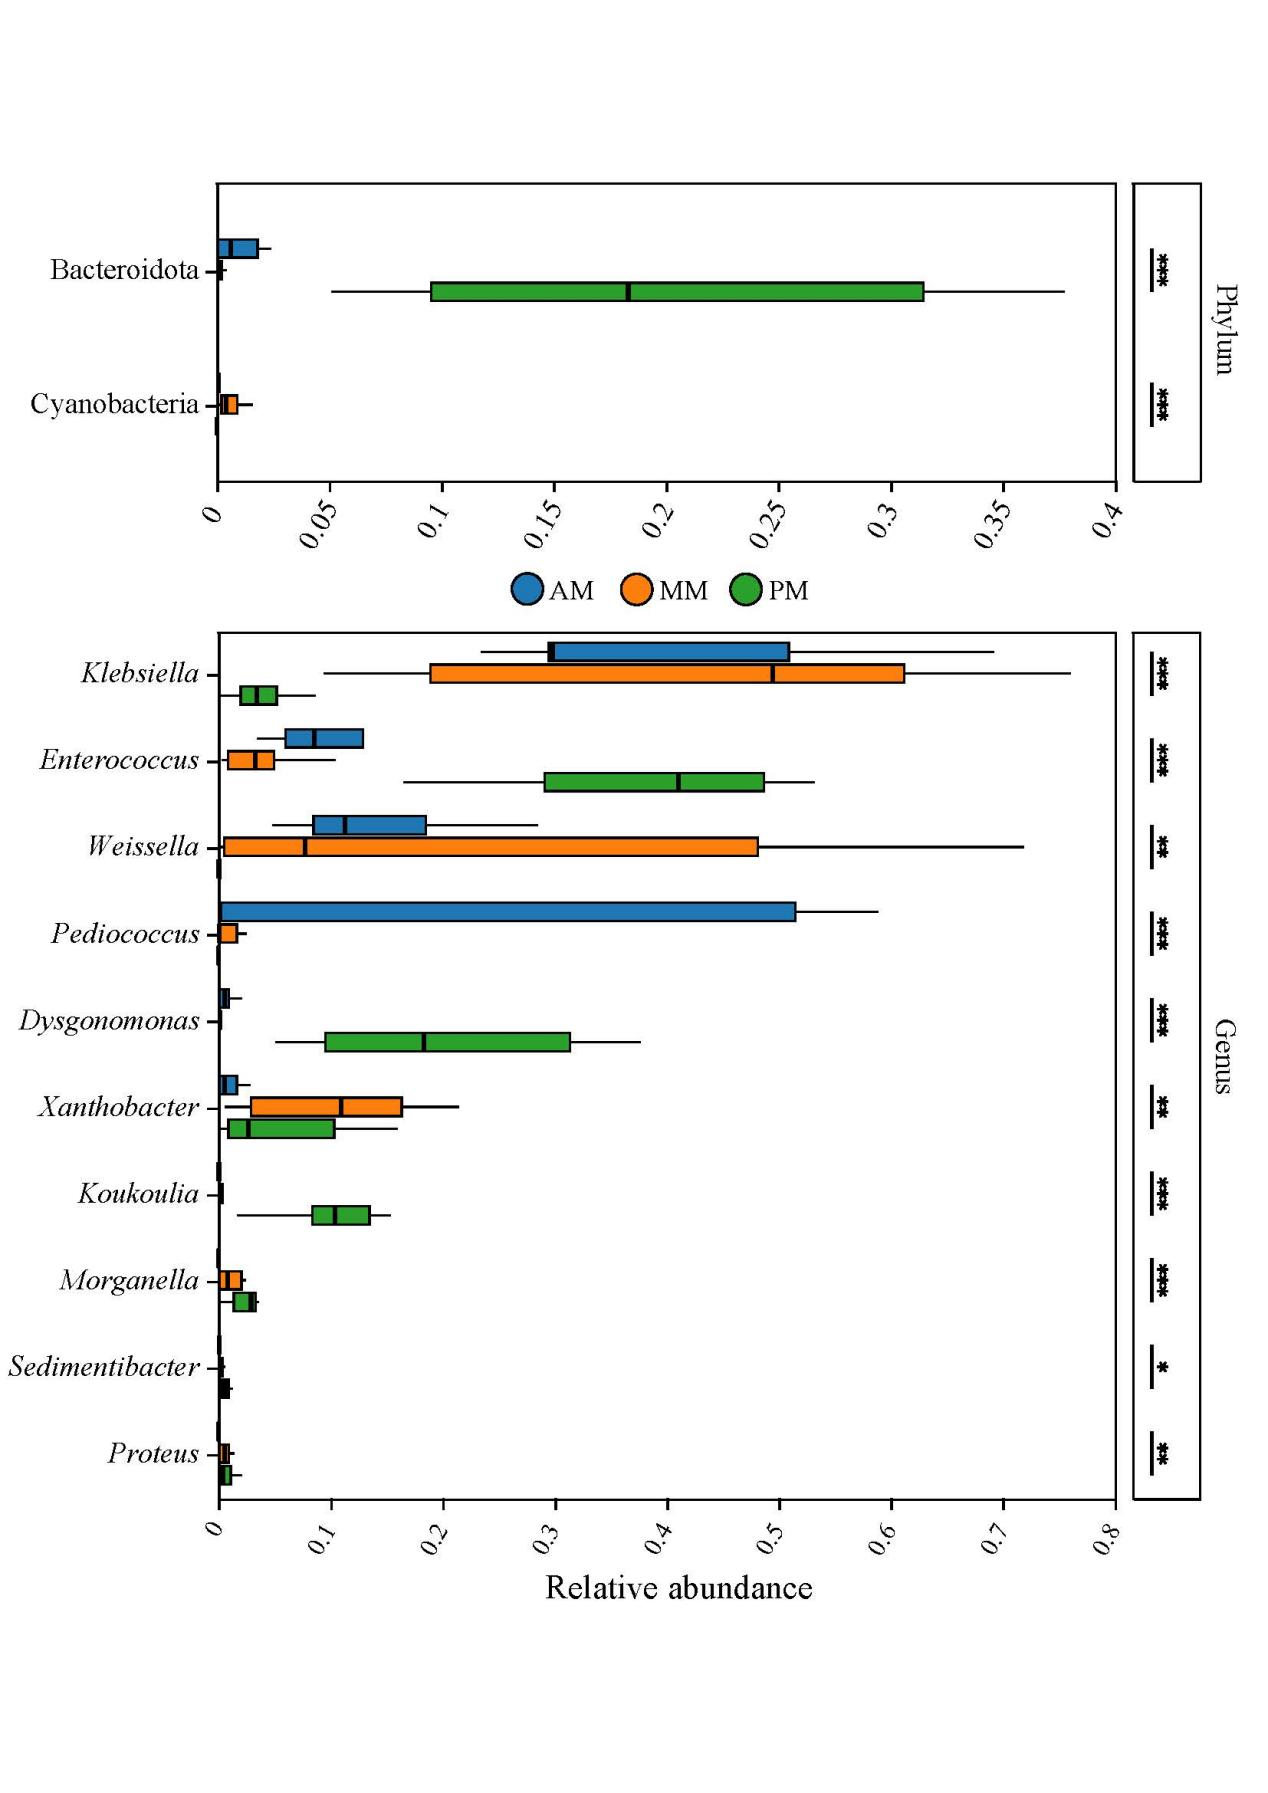 Bacteroidota
***
Cyanobacteria
***
Phylum
0
0.05
0.1
0.15
0.2
0.25
0.3
0.35
0.4
AM MM PM
Klebsiella
***
Enterococcus
***
Weissella
**
Pediococcus
***
Dysgonomonas
***
Xanthobacter
**
Koukoulia
***
Morganella
***
Sedimentibacter
*
Proteus
**
Genus
0
0.1
0.2
0.3
0.4
0.5
0.6
0.7
0.8
Relative abundance